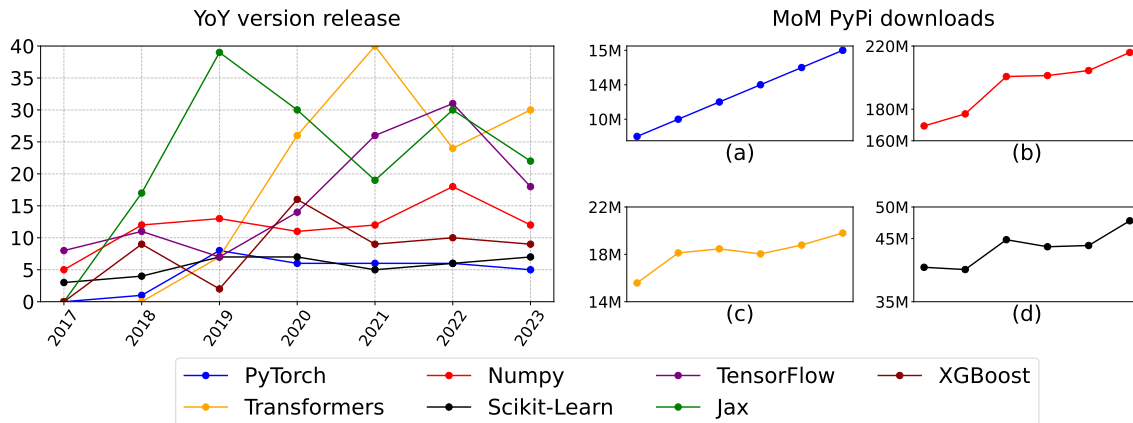 YoY version release
40
35
30
25
20
15
10
5
0
2017
2018
2019
2020
2021
2022
2023
MoM PyPi downloads
15M
14M
10M
(a)
220M
180M
160M
(b)
22M
18M
14M
(c)
50M
45M
35M
(d)
PyTorch
Numpy
TensorFlow
XGBoost
Transformers
Scikit-Learn
Jax